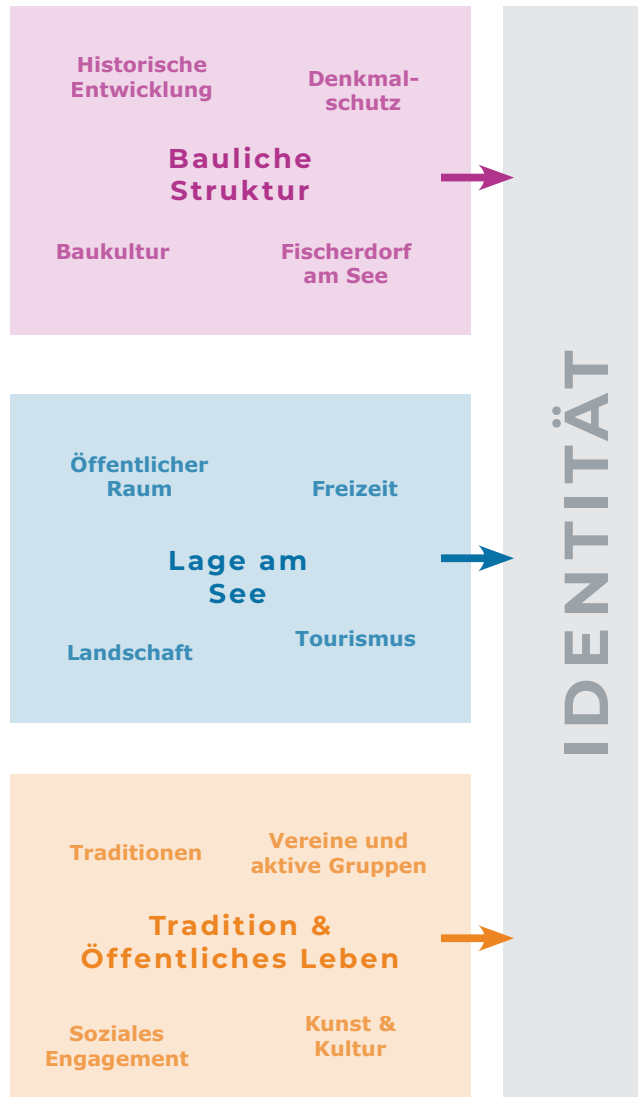 Historische
Entwicklung
Denkmal-
schutz
Bauliche
Struktur
Baukultur
Fischerdorf
am See
Öffentlicher
Raum
Freizeit
Lage am
See
Landschaft
Tourismus
Traditionen
Vereine und
aktive Gruppen
Tradition &
Öffentliches Leben
Soziales
Engagement
Kunst &
Kultur
IDENTITÄT